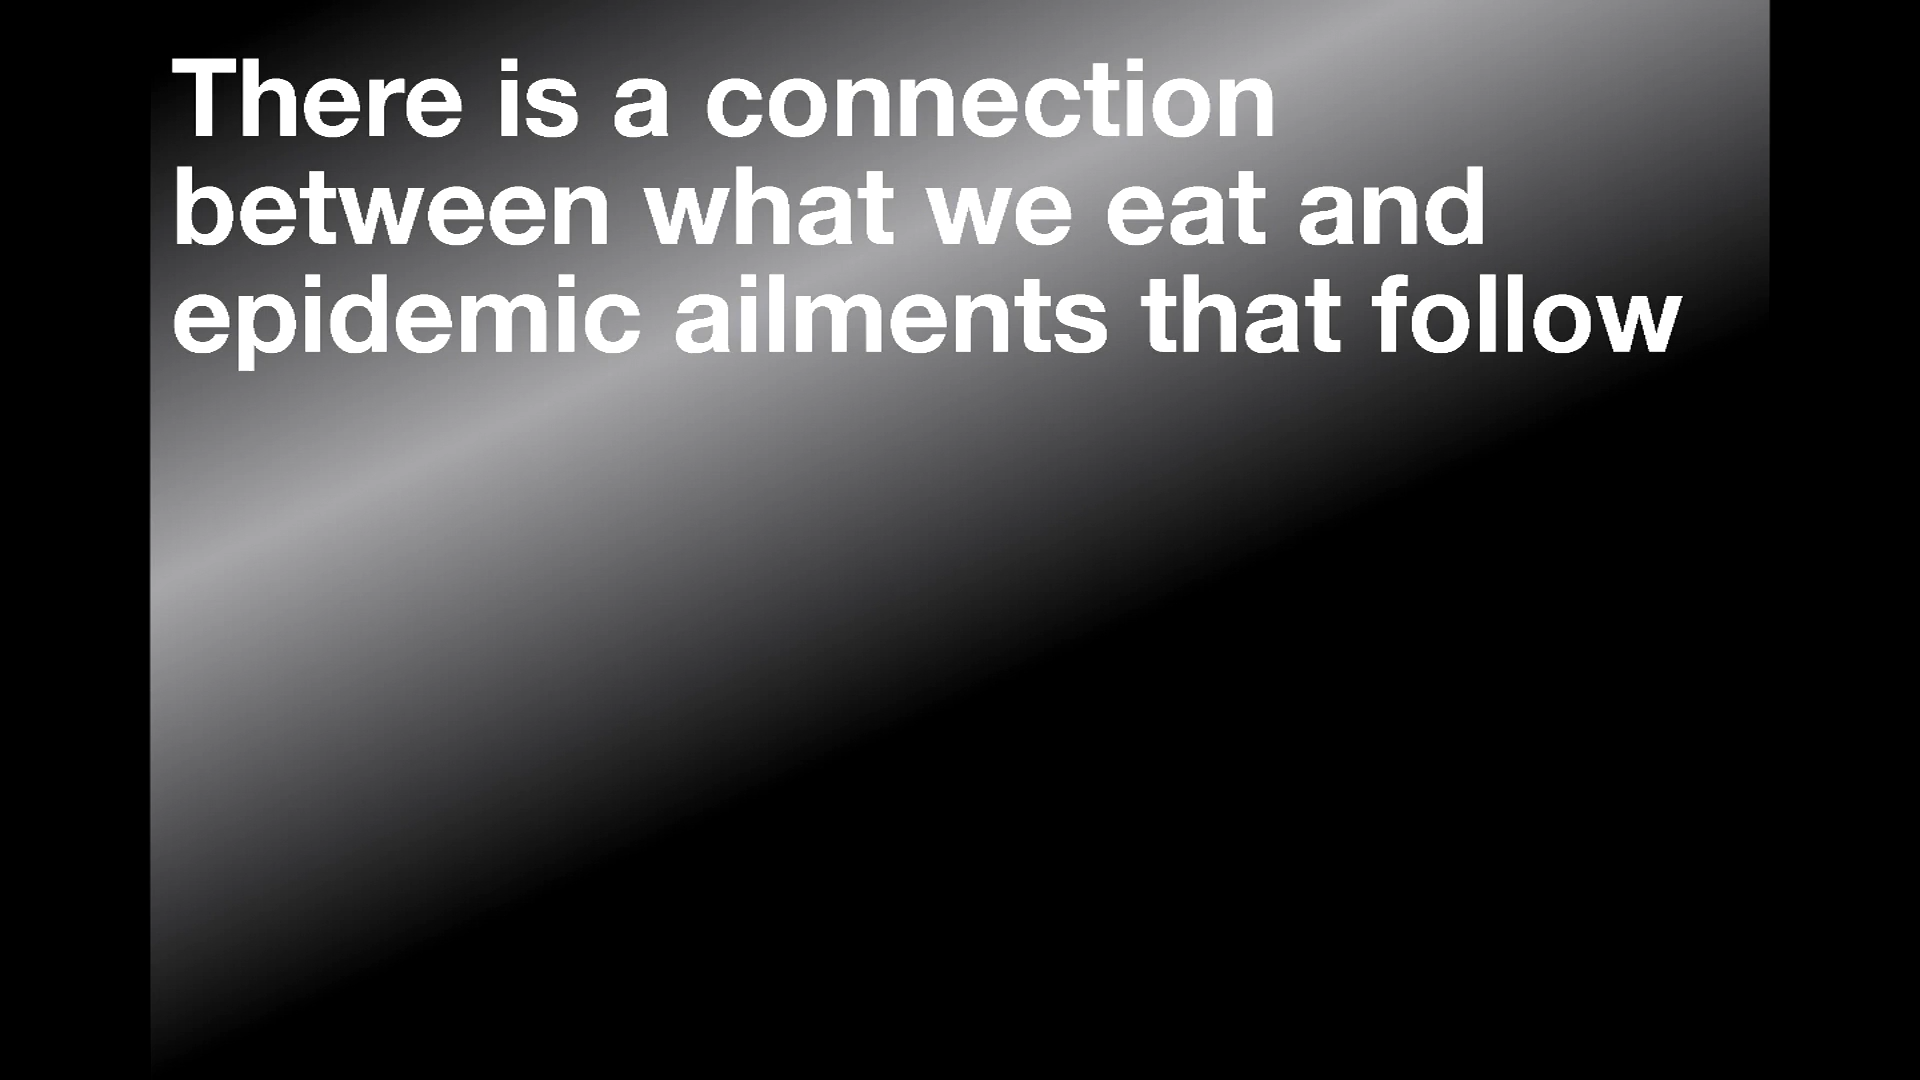 There is a connection
between what we eat and
epidemic ailments that follow